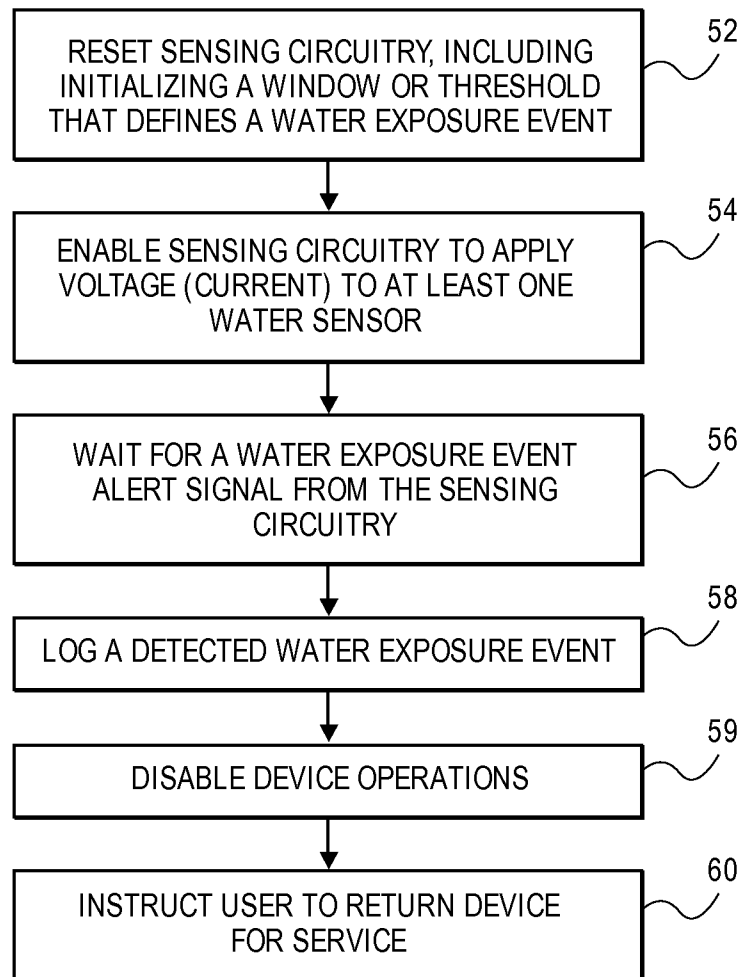 RESET SENSING CIRCUITRY, INCLUDING
INITIALIZING A WINDOW OR THRESHOLD
THAT DEFINES A WATER EXPOSURE EVENT
52
ENABLE SENSING CIRCUITRY TO APPLY
VOLTAGE (CURRENT) TO AT LEAST ONE
WATER SENSOR
54
WAIT FOR A WATER EXPOSURE EVENT
ALERT SIGNAL FROM THE SENSING
CIRCUITRY
56
LOG A DETECTED WATER EXPOSURE EVENT
58
DISABLE DEVICE OPERATIONS
59
INSTRUCT USER TO RETURN DEVICE
FOR SERVICE
60